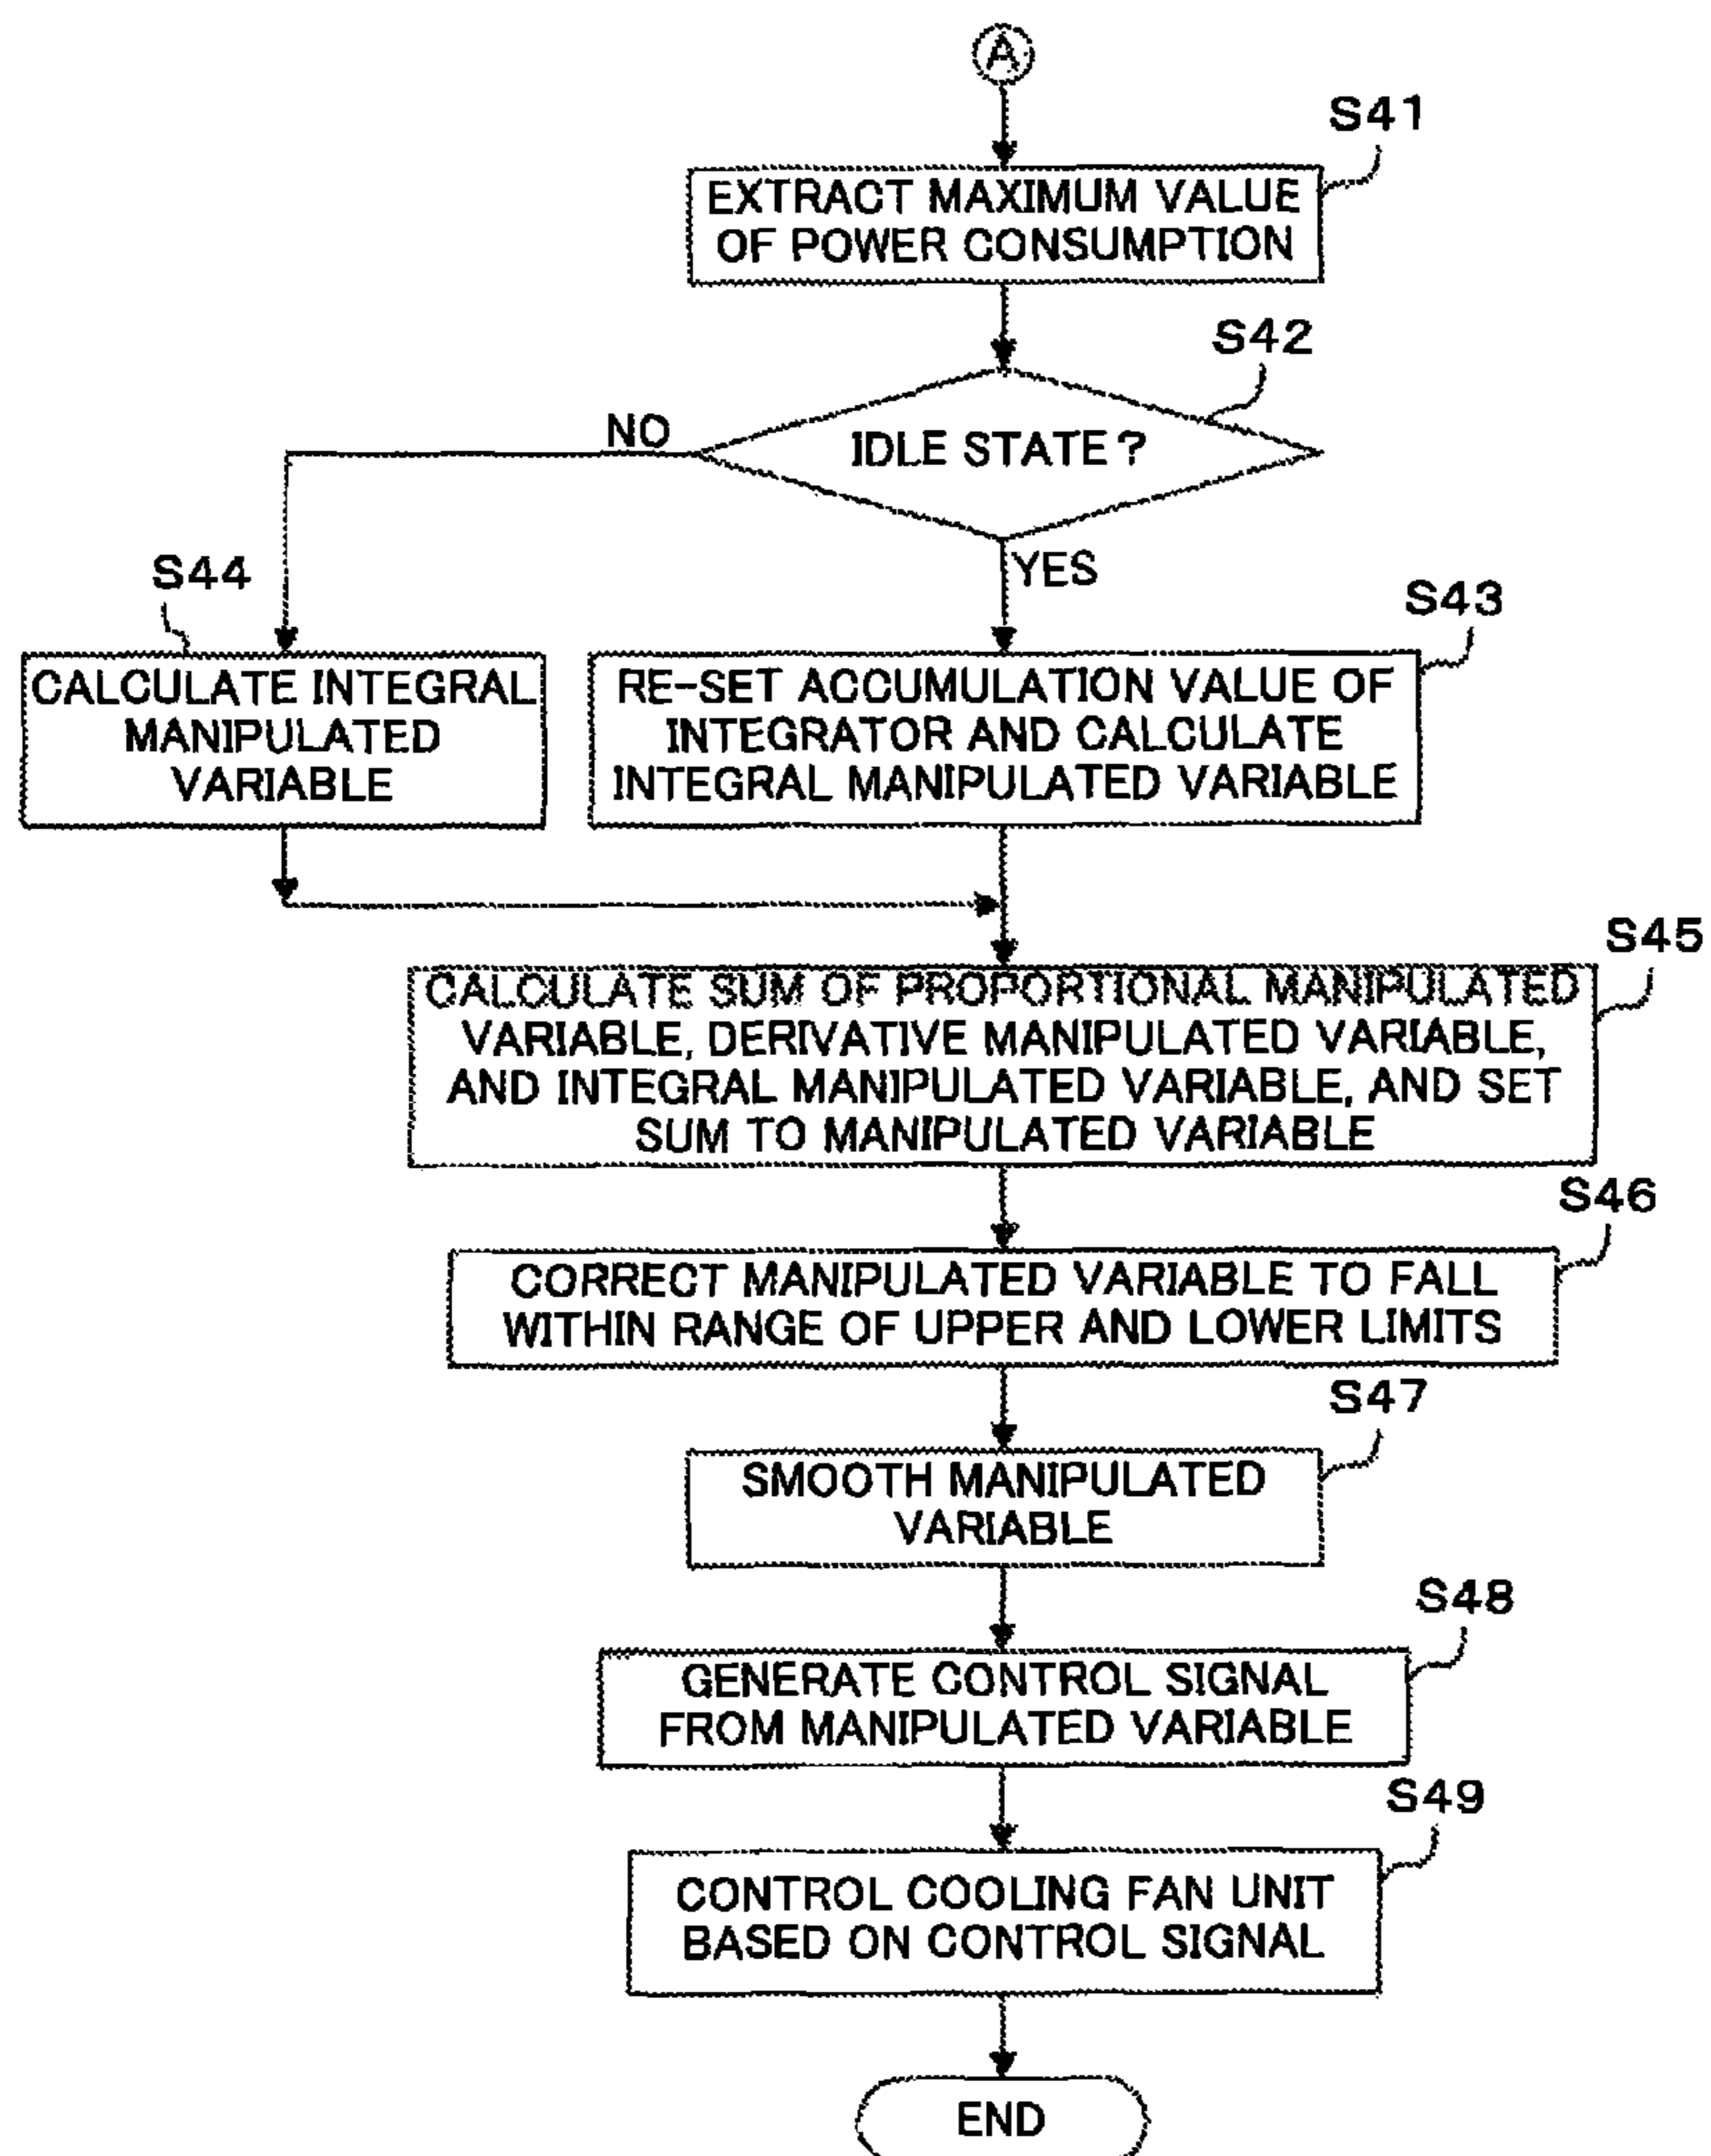 A
S41
EXTRACT MAXIMUM VALUE
OF POWER CONSUMPTION
S42
IDLE STATE?
NO
YES
S44
CALCULATE INTEGRAL
MANIPULATED
VARIABLE
S43
RE-SET ACCUMULATION VALUE OF
INTEGRATOR AND CALCULATE
INTEGRAL MANIPULATED VARIABLE
S45
CALCULATE SUM OF PROPORTIONAL MANIPULATED
VARIABLE, DERIVATIVE MANIPULATED VARIABLE,
AND INTEGRAL MANIPULATED VARIABLE, AND SET
SUM TO MANIPULATED VARIABLE
S46
CORRECT MANIPULATED VARIABLE TO FALL
WITHIN RANGE OF UPPER AND LOWER LIMITS
S47
SMOOTH MANIPULATED
VARIABLE
S48
GENERATE CONTROL SIGNAL
FROM MANIPULATED VARIABLE
S49
CONTROL COOLING FAN UNIT
BASED ON CONTROL SIGNAL
END